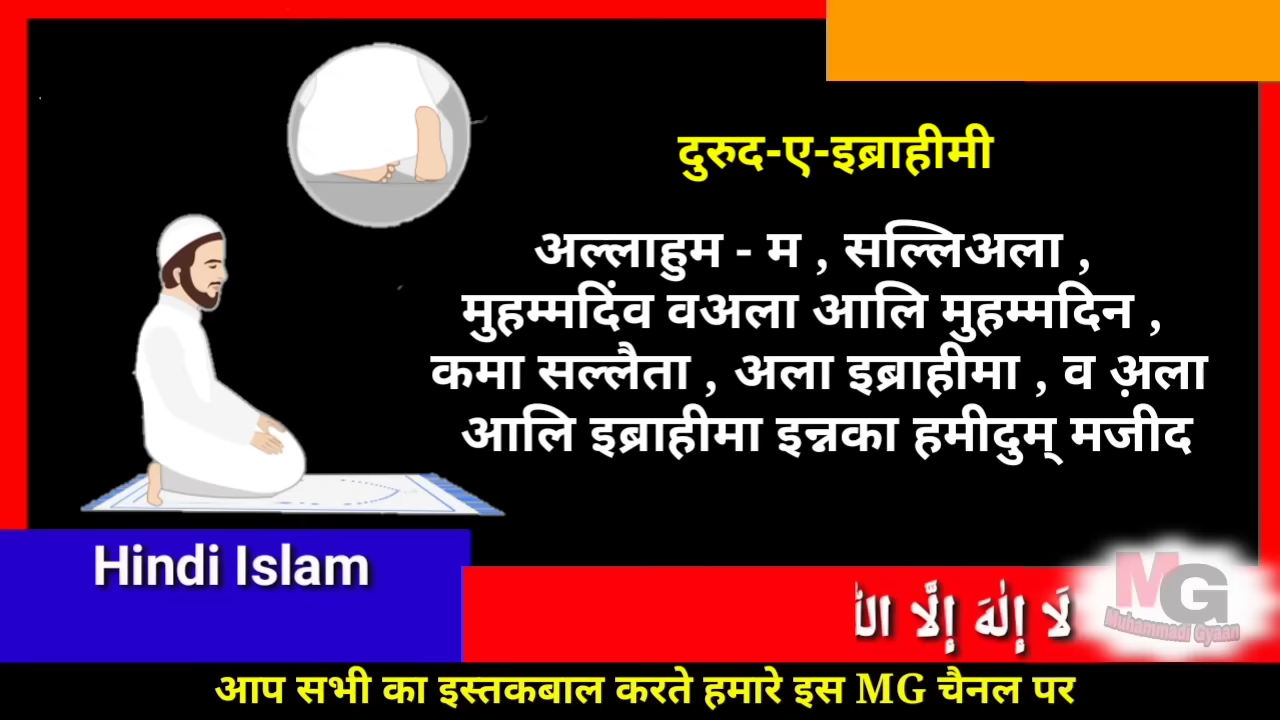 दुरुद-ए-इब्राहीमी
अल्लाहुम - म , सल्लिअला ,
मुहम्मदिंव वअला आलि मुहम्मदिन ,
कमा सल्लैता , अला इब्राहीमा , व अ़ला
आलि इब्राहीमा इन्नका हमीदुम् मजीद
Hindi Islam
لَا إِلٰهَ إِلَّا
MG
Muhammadi Gyaan
आप सभी का इस्तकबाल करते हमारे इस MG चैनल पर